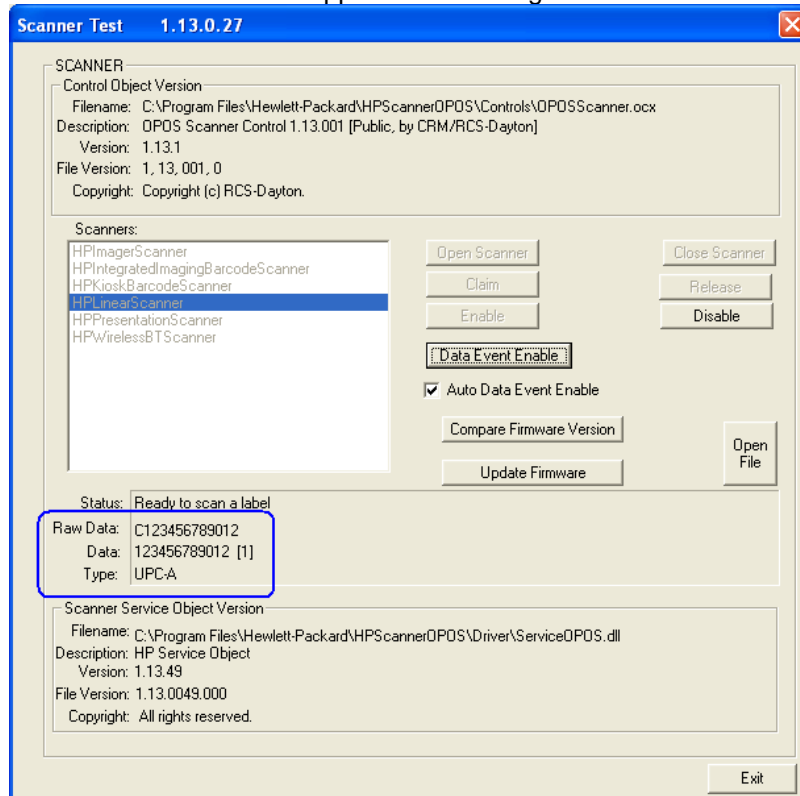 Scanner Test 1.13.0.27
SCANNER
Control Object Version
Filename: C:\Program Files\Hewlett-Packard\HPScannerOPOS\Controls\OPOSScanner.ocx
Description: OPOS Scanner Control 1.13.001 [Public, by CRM/RCS-Dayton]
Version: 1.13.1
File Version: 1, 13, 001, 0
Copyright: Copyright (c) RCS-Dayton.
Scanners:
HPImagerScanner
HPIntegratedImagingBarcodeScanner
HPKioskBarcodeScanner
HPLinearScanner
HPPresentationScanner
HPWirelessBTScanner
Open Scanner Close Scanner
Claim Release
Enable Disable
Data Event Enable
Auto Data Event Enable
Compare Firmware Version
Update Firmware
Open
File
Status: Ready to scan a label
Raw Data: C123456789012
Data: 123456789012 [1]
Type: UPC-A
Scanner Service Object Version
Filename: C:\Program Files\Hewlett-Packard\HPScannerOPOS\Driver\ServiceOPOS.dll
Description: HP Service Object
Version: 1.13.49
File Version: 1.13.0049.000
Copyright: All rights reserved.
Exit